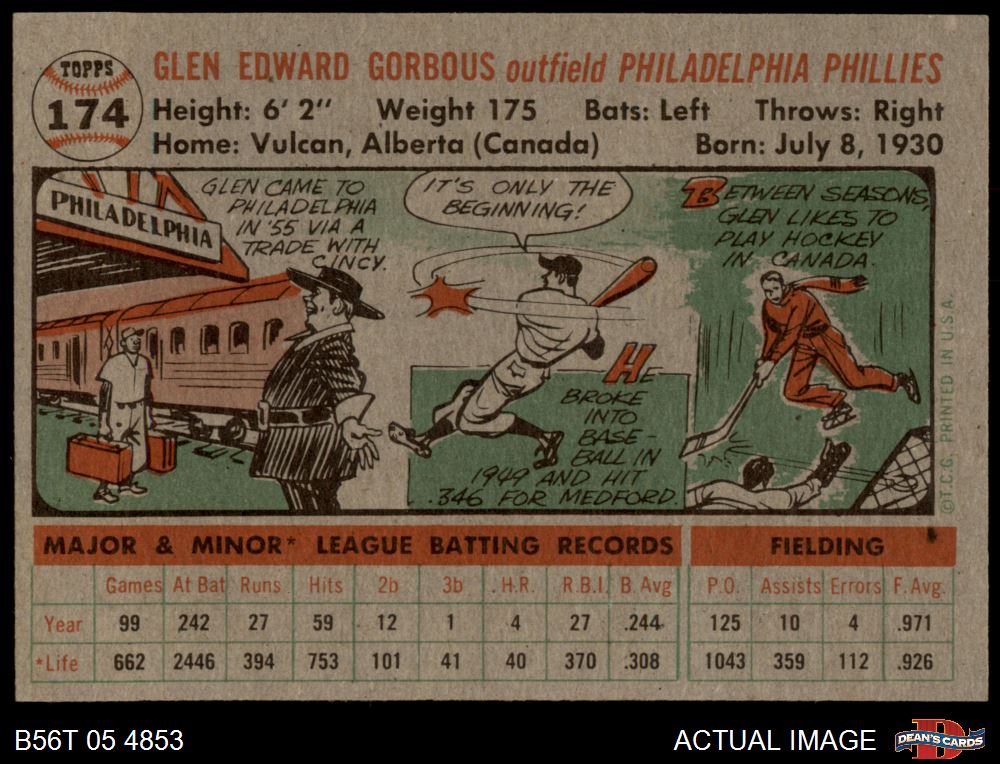 TOPPS
174
GLEN EDWARD GORBOUS outfield PHILADELPHIA PHILLIES
Height: 6' 2" Weight 175 Bats: Left Throws: Right
Home: Vulcan, Alberta (Canada) Born: July 8, 1930
PHILADELPHIA
GLEN CAME TO
PHILADELPHIA
IN '55 VIA A
TRADE WITH
CINCY.
IT'S ONLY THE
BEGINNING!
HE
BROKE
INTO
BASE-
BALL IN
1949 AND HIT
.346 FOR MEDFORD.
BETWEEN SEASONS,
GLEN LIKES TO
PLAY HOCKEY
IN CANADA.
©T.C.G. PRINTED IN U.S.A.
MAJOR & MINOR* LEAGUE BATTING RECORDS FIELDING
Games At Bat Runs Hits 2b 3b H.R. R.B.I. B. Avg P.O. Assists Errors F. Avg.
Year 99 242 27 59 12 1 4 27 .244 125 10 4 .971
*Life 662 2446 394 753 101 41 40 370 .308 1043 359 112 .926
B56T 05 4853 ACTUAL IMAGE D DEAN'S CARDS